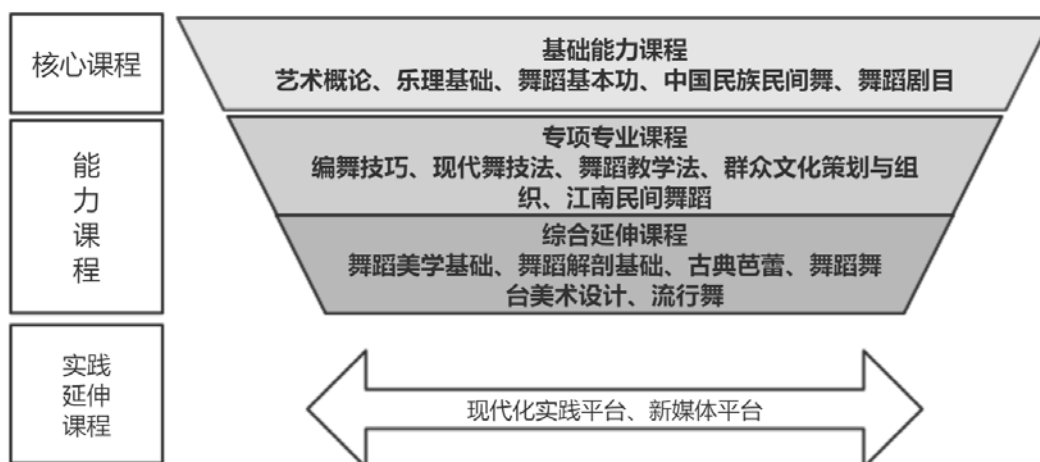 核心课程
基础能力课程
艺术概论、乐理基础、舞蹈基本功、中国民族民间舞、舞蹈剧目
能
力
课
程
专项专业课程
编舞技巧、现代舞技法、舞蹈教学法、群众文化策划与组
织、江南民间舞蹈
综合延伸课程
舞蹈美学基础、舞蹈解剖基础、古典芭蕾、舞蹈舞
台美术设计、流行舞
实践
延伸
课程
现代化实践平台、新媒体平台